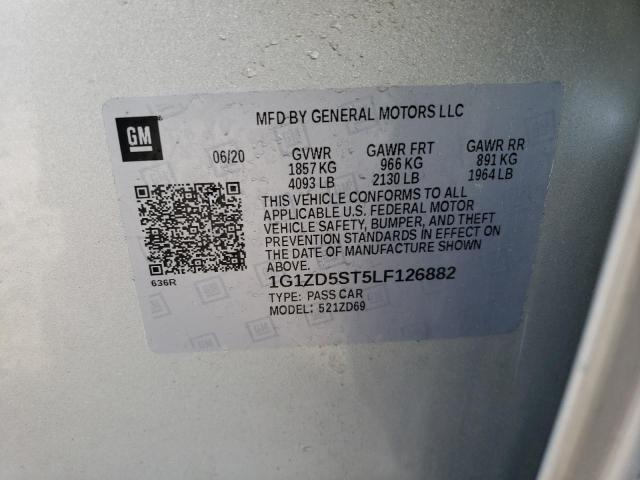 MFD BY GENERAL MOTORS LLC
GM
06/20 GVWR GAWR FRT GAWR RR
1857 KG 966 KG 891 KG
4093 LB 2130 LB 1964 LB
THIS VEHICLE CONFORMS TO ALL
APPLICABLE U.S. FEDERAL MOTOR
VEHICLE SAFETY, BUMPER, AND THEFT
PREVENTION STANDARDS IN EFFECT ON
THE DATE OF MANUFACTURE SHOWN
ABOVE.
636R
1G1ZD5ST5LF126882
TYPE: PASS CAR
MODEL: 521ZD69